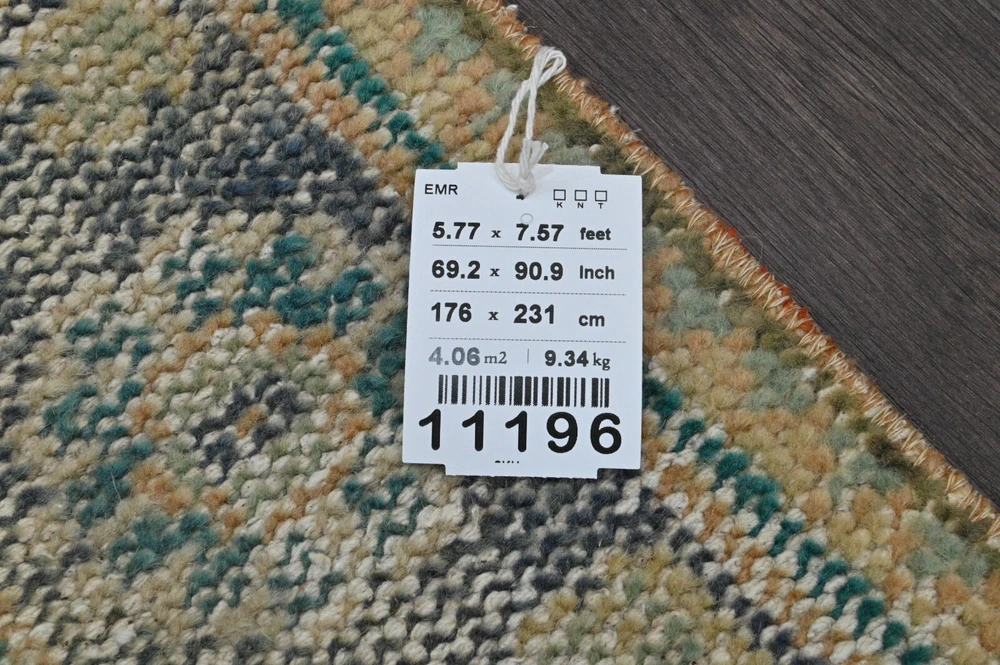 EMR
K N T
5.77 x 7.57 feet
69.2 x 90.9 Inch
176 x 231 cm
4.06 m2 | 9.34 kg
11196